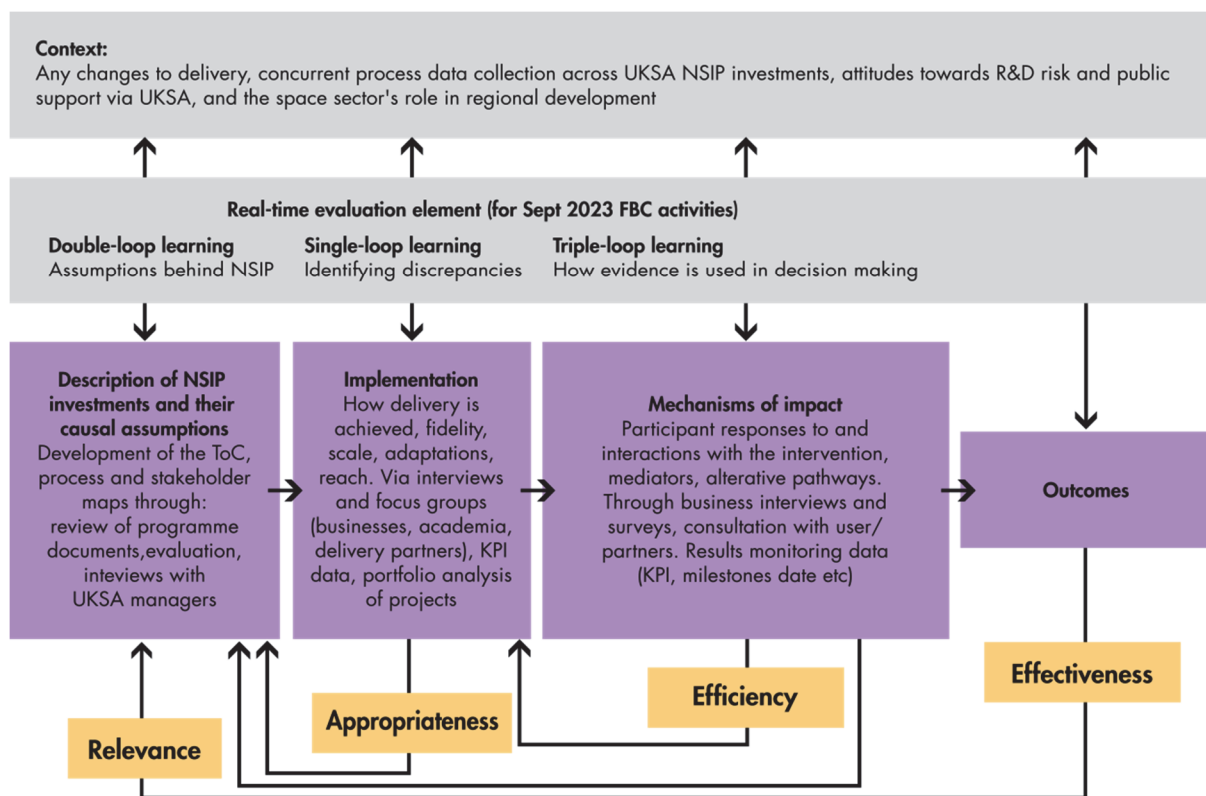 Context:
Any changes to delivery, concurrent process data collection across UKSA NSIP investments, attitudes towards R&D risk and public
support via UKSA, and the space sector's role in regional development
Real-time evaluation element (for Sept 2023 FBC activities)
Double-loop learning
Assumptions behind NSIP
Single-loop learning
Identifying discrepancies
Triple-loop learning
How evidence is used in decision making
Description of NSIP
investments and their
causal assumptions
Development of the ToC,
process and stakeholder
maps through:
review of programme
documents,evaluation,
inteviews with
UKSA managers
Implementation
How delivery is
achieved, fidelity,
scale, adaptations,
reach. Via interviews
and focus groups
(businesses, academia,
delivery partners), KPI
data, portfolio analysis
of projects
Mechanisms of impact
Participant responses to and
interactions with the intervention,
mediators, alterative pathways.
Through business interviews and
surveys, consultation with user/
partners. Results monitoring data
(KPI, milestones date etc)
Outcomes
Relevance
Appropriateness
Efficiency
Effectiveness